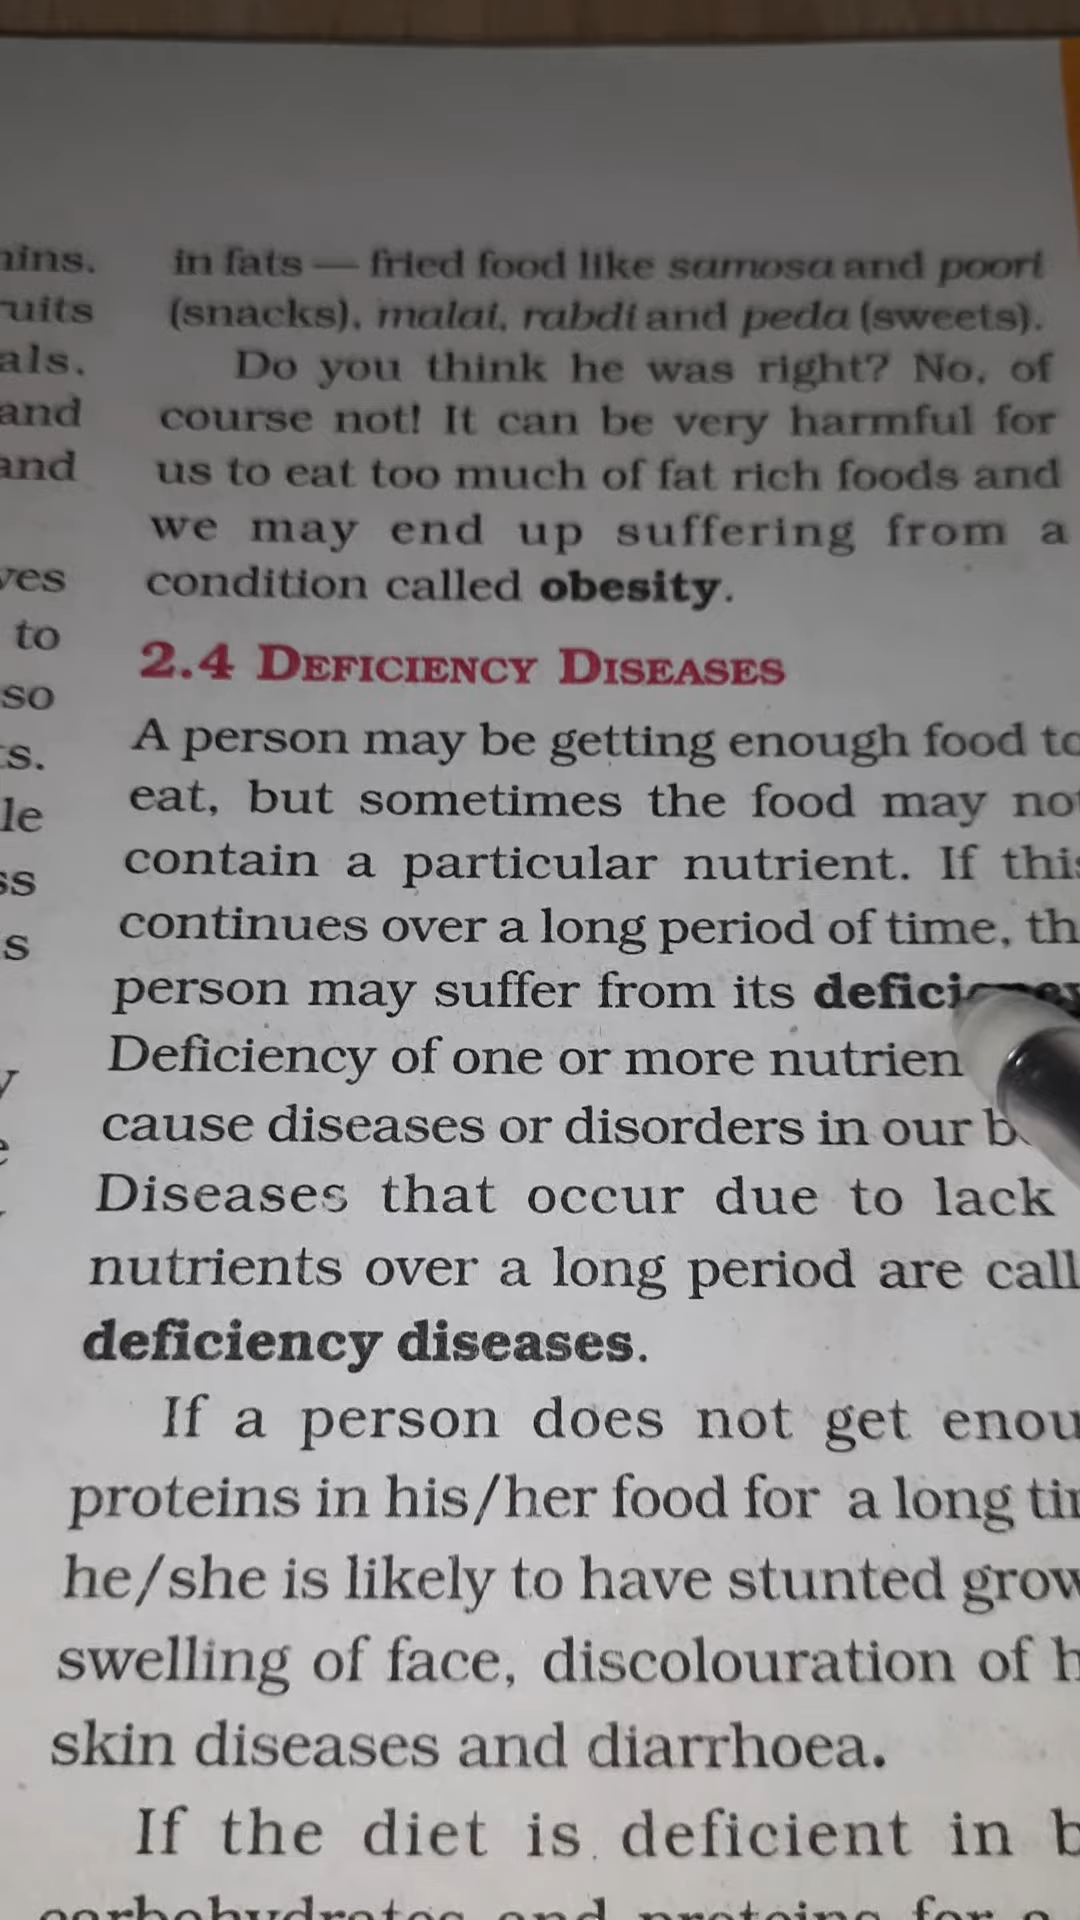 ruits
als.
and
and
to
so
le
in fats — fried food like samosa and poori
(snacks), malai, rabdi and peda (sweets).
Do you think he was right? No, of
course not! It can be very harmful for
us to eat too much of fat rich foods and
we may end up suffering from a
condition called obesity.
2.4 DEFICIENCY DISEASES
A person may be getting enough food to
eat, but sometimes the food may
contain a particular nutrient. If this
continues over a long period of time,
person may suffer from its
Deficiency of one or more
cause diseases or disorders in our
Diseases that occur due to lack
nutrients over a long period are
deficiency diseases.
If a person does not get
proteins in his/her food for a long
he/she is likely to have stunted
swelling of face, discolouration of
skin diseases and diarrhoea.
If the diet is deficient in